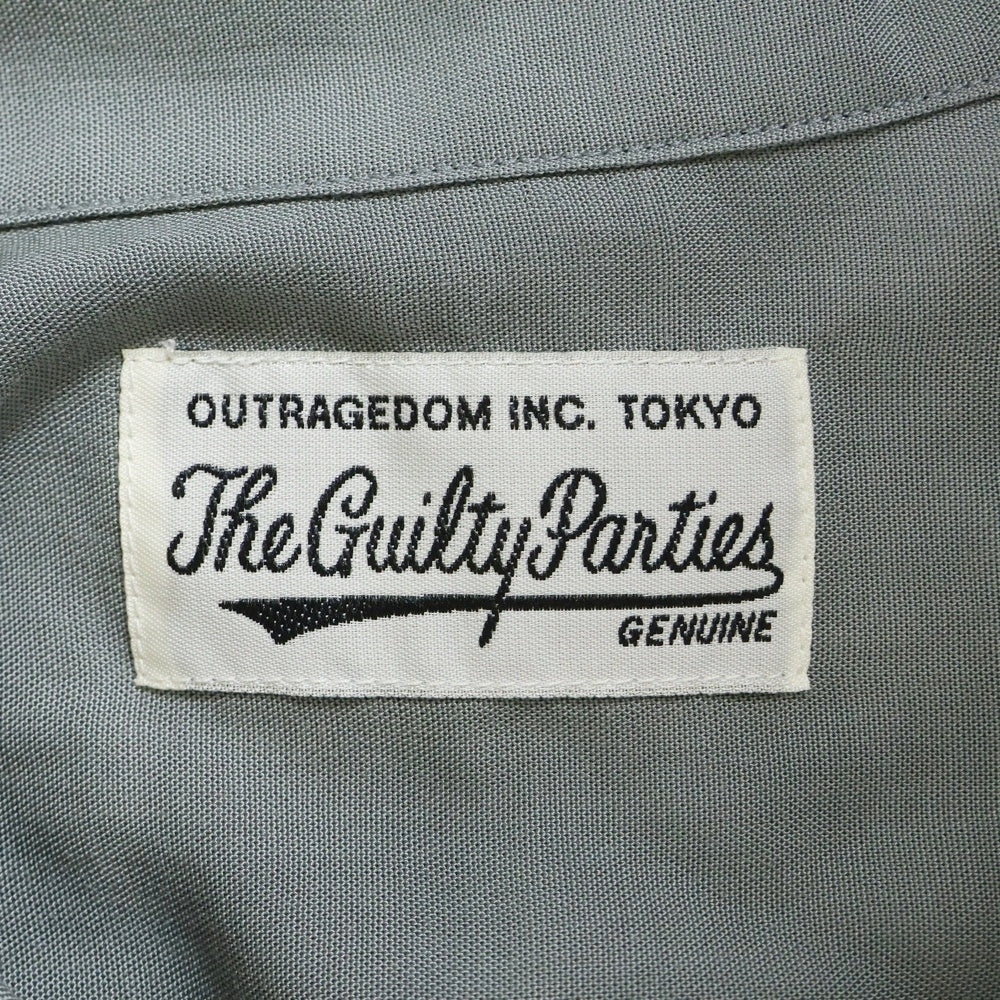 OUTRAGEDOM INC. TOKYO
The Guilty Parties
GENUINE